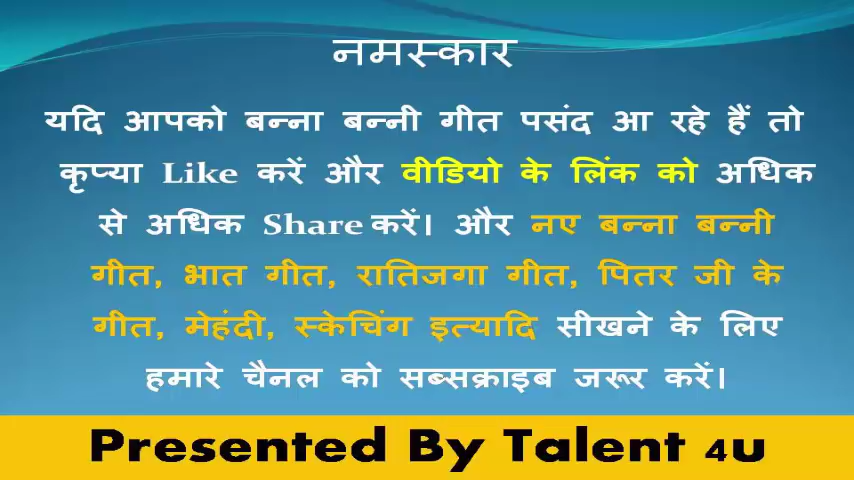 नमस्कार
यदि आपको बन्ना बन्नी गीत पसंद आ रहे हैं तो
कृप्या Like करें और वीडियो के लिंक को अधिक
से अधिक Share करें। और नए बन्ना बन्नी
गीत, भात गीत, रातिजगा गीत, पितर जी के
गीत, मेहंदी, स्केचिंग इत्यादि सीखने के लिए
हमारे चैनल को सब्सक्राइब जरूर करें।
Presented By Talent 4u